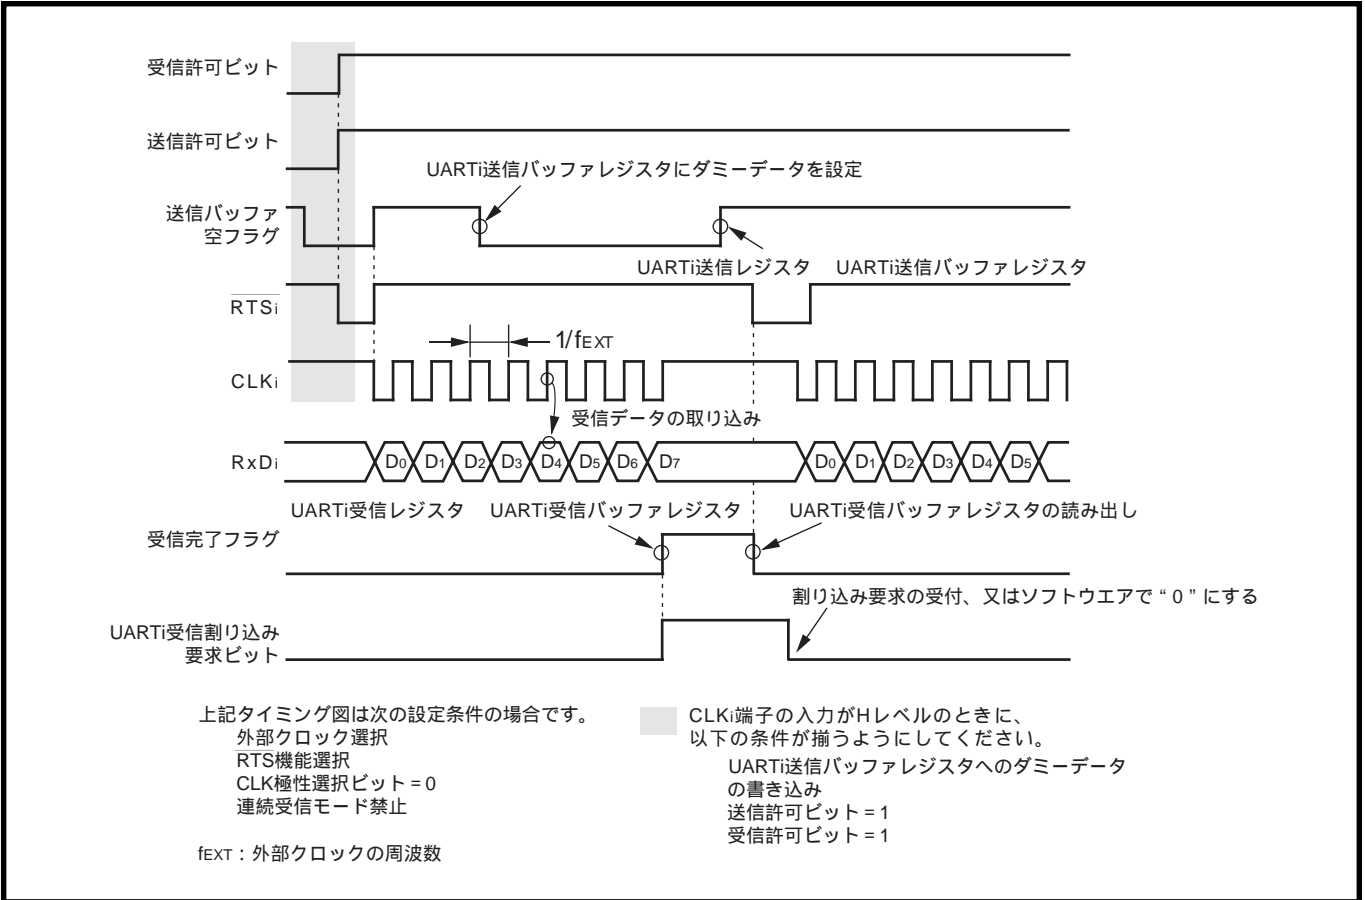 受信許可ビット
送信許可ビット
UARTi送信バッファレジスタにダミーデータを設定
送信バッファ
空フラグ
UARTi送信レジスタ UARTi送信バッファレジスタ
RTSi
1/fEXT
CLKi
受信データの取り込み
RxDi
D0 D1 D2 D3 D4 D5 D6 D7 D0 D1 D2 D3 D4 D5
UARTi受信レジスタ UARTi受信バッファレジスタ UARTi受信バッファレジスタの読み出し
受信完了フラグ
割り込み要求の受付、又はソフトウエアで“0”にする
UARTi受信割り込み
要求ビット
上記タイミング図は次の設定条件の場合です。
外部クロック選択
RTS機能選択
CLK極性選択ビット = 0
連続受信モード禁止
fEXT:外部クロックの周波数
CLKi端子の入力がHレベルのときに、
以下の条件が揃うようにしてください。
UARTi送信バッファレジスタへのダミーデータ
の書き込み
送信許可ビット = 1
受信許可ビット = 1